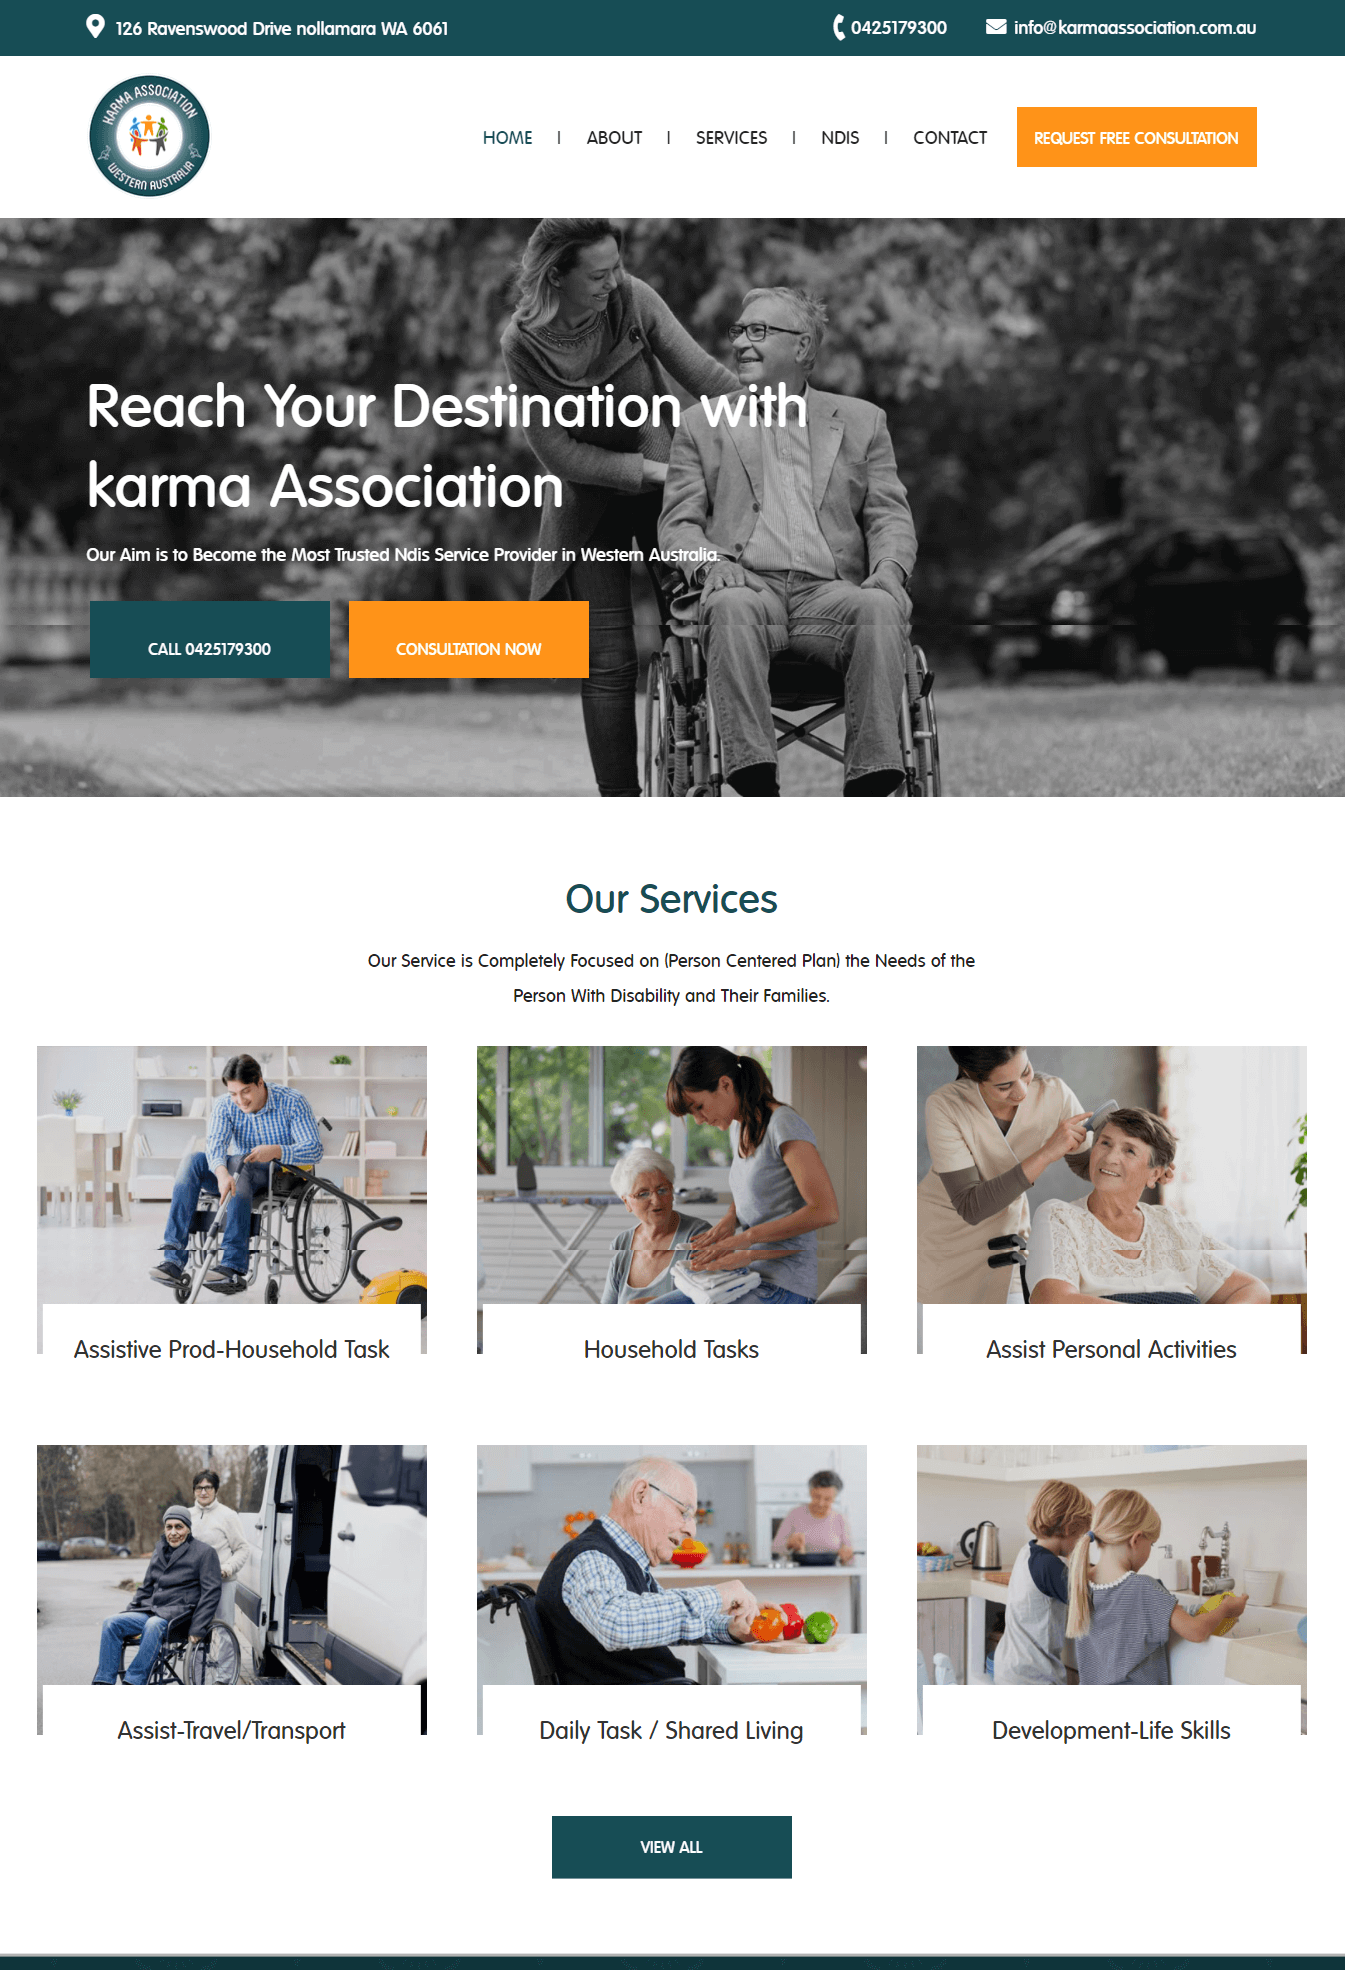 126 Ravenswood Drive nollamara WA 6061
0425179300
info@karmaassociation.com.au
KARMA ASSOCIATION
WESTERN AUSTRALIA
HOME | ABOUT | SERVICES | NDIS | CONTACT
REQUEST FREE CONSULTATION
Reach Your Destination with
karma Association
Our Aim is to Become the Most Trusted Ndis Service Provider in Western Australia.
CALL 0425179300
CONSULTATION NOW
Our Services
Our Service is Completely Focused on (Person Centered Plan) the Needs of the
Person With Disability and Their Families.
Assistive Prod-Household Task
Household Tasks
Assist Personal Activities
Assist-Travel/Transport
Daily Task / Shared Living
Development-Life Skills
VIEW ALL